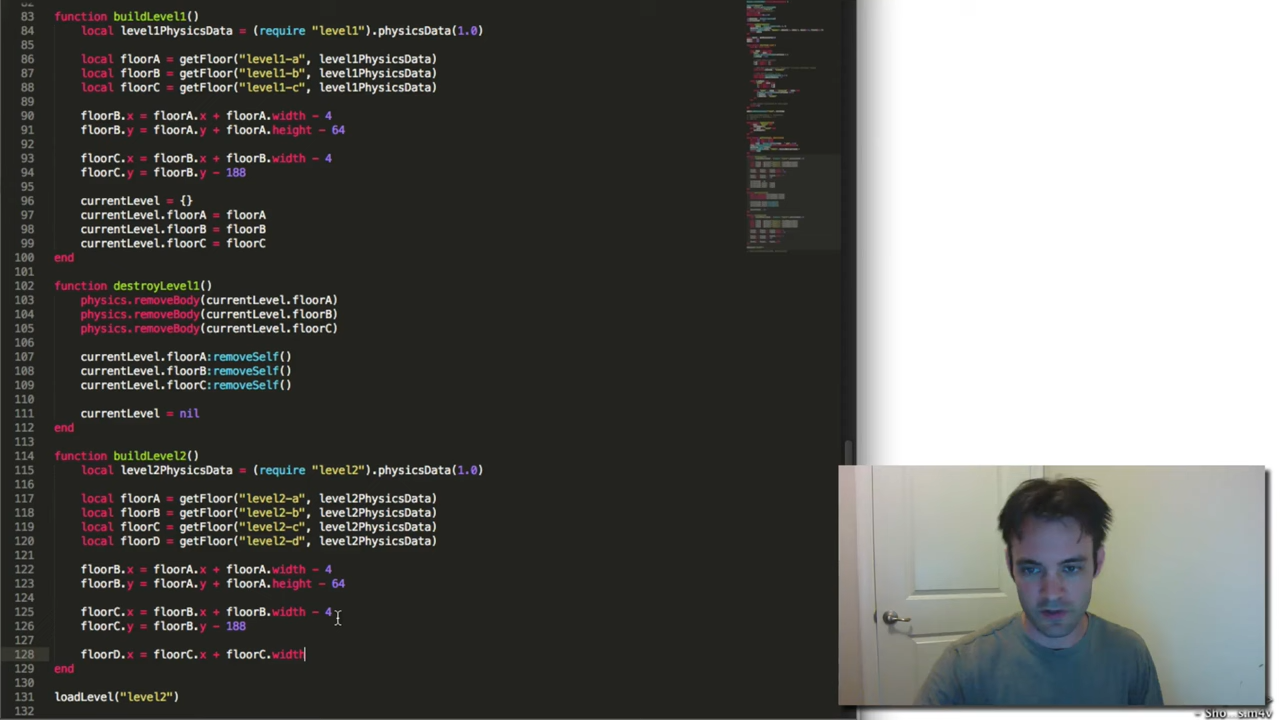 83 function buildLevel1()
84 local level1PhysicsData = (require "level1").physicsData(1.0)
85
86 local floorA = getFloor("level1-a", level1PhysicsData)
87 local floorB = getFloor("level1-b", level1PhysicsData)
88 local floorC = getFloor("level1-c", level1PhysicsData)
89
90 floorB.x = floorA.x + floorA.width - 4
91 floorB.y = floorA.y + floorA.height - 64
92
93 floorC.x = floorB.x + floorB.width - 4
94 floorC.y = floorB.y - 188
95
96 currentLevel = {}
97 currentLevel.floorA = floorA
98 currentLevel.floorB = floorB
99 currentLevel.floorC = floorC
100 end
101
102 function destroyLevel1()
103 physics.removeBody(currentLevel.floorA)
104 physics.removeBody(currentLevel.floorB)
105 physics.removeBody(currentLevel.floorC)
106
107 currentLevel.floorA:removeSelf()
108 currentLevel.floorB:removeSelf()
109 currentLevel.floorC:removeSelf()
110
111 currentLevel = nil
112 end
113
114 function buildLevel2()
115 local level2PhysicsData = (require "level2").physicsData(1.0)
116
117 local floorA = getFloor("level2-a", level2PhysicsData)
118 local floorB = getFloor("level2-b", level2PhysicsData)
119 local floorC = getFloor("level2-c", level2PhysicsData)
120 local floorD = getFloor("level2-d", level2PhysicsData)
121
122 floorB.x = floorA.x + floorA.width - 4
123 floorB.y = floorA.y + floorA.height - 64
124
125 floorC.x = floorB.x + floorB.width - 4
126 floorC.y = floorB.y - 188
127
128 floorD.x = floorC.x + floorC.width
129 end
130
131 loadLevel("level2")
132
- Sho...s.m4v